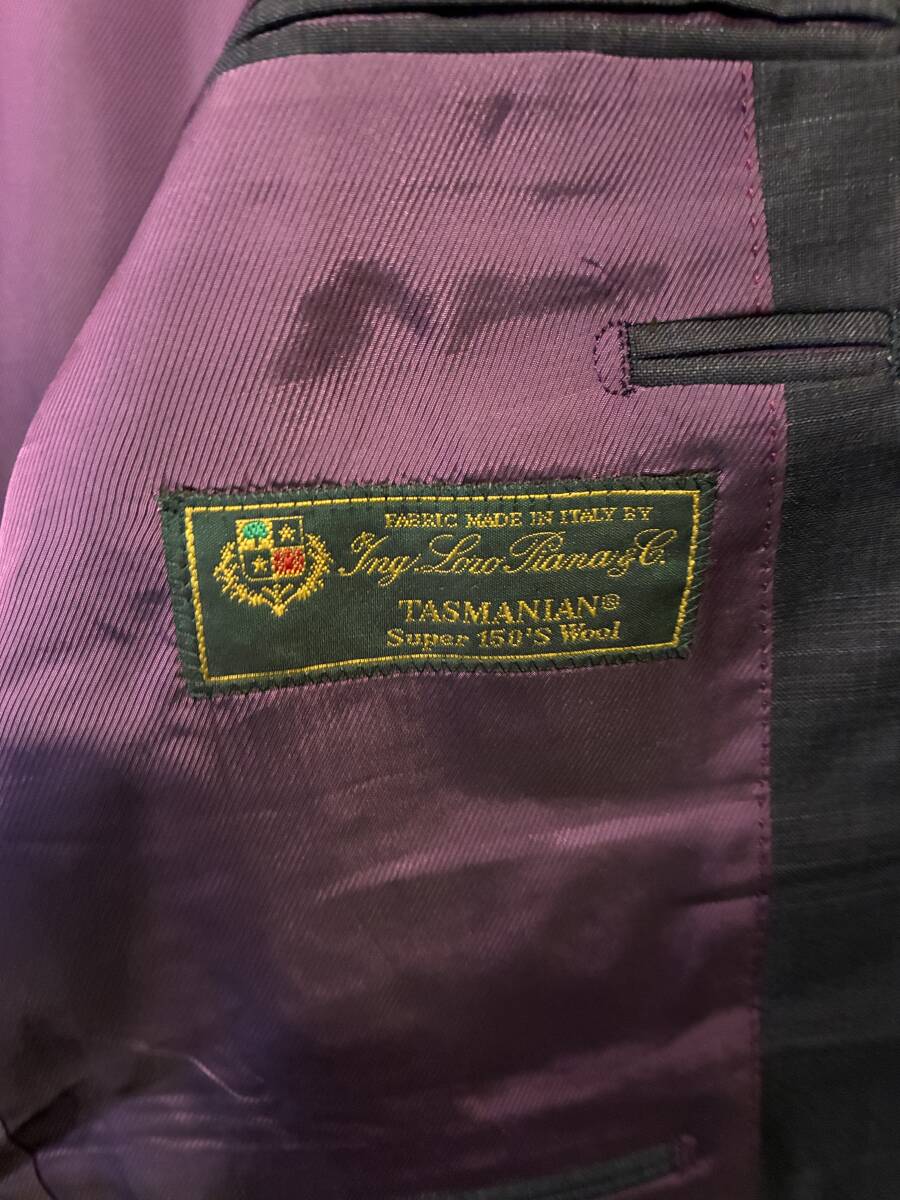 FABRIC MADE IN ITALY BY
Ing. Loro Piana & C.
TASMANIAN®
Super 150'S Wool